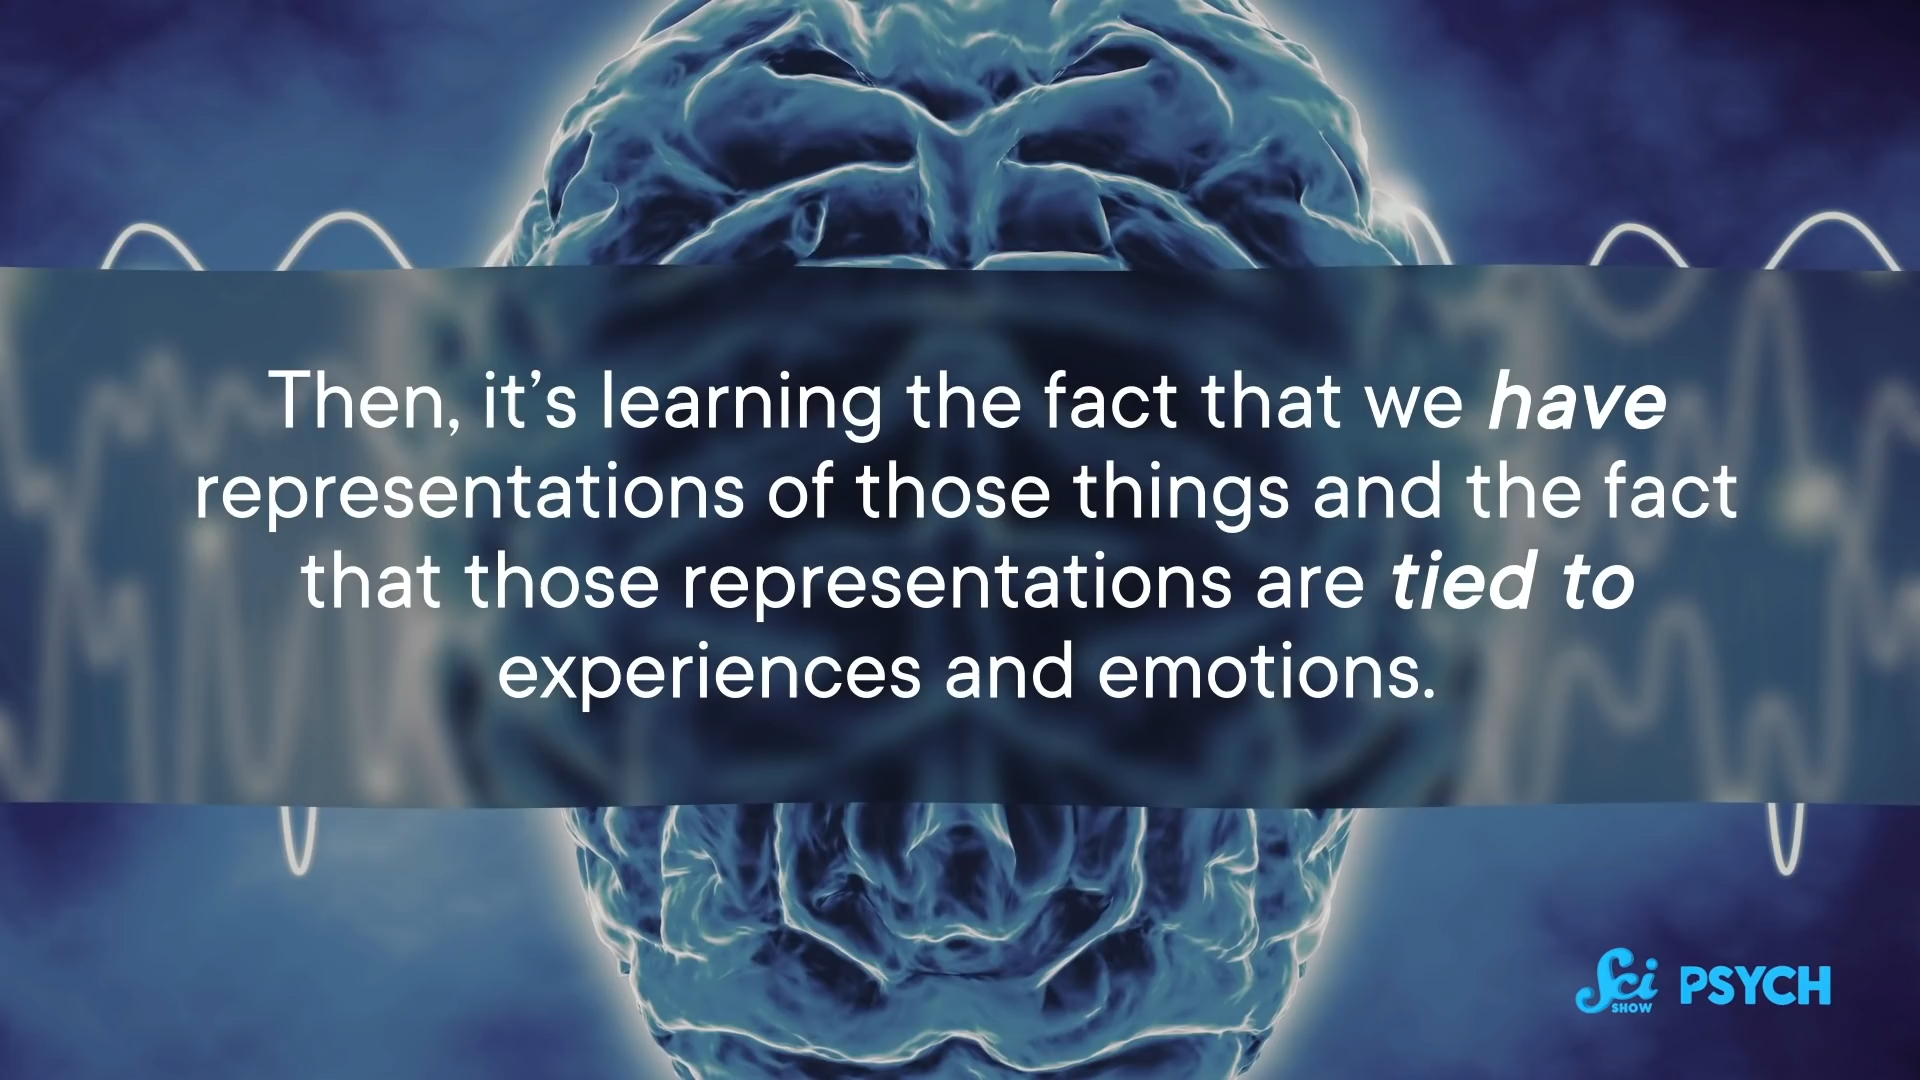 Then, it’s learning the fact that we have
representations of those things and the fact
that those representations are tied to
experiences and emotions.
Sci SHOW PSYCH